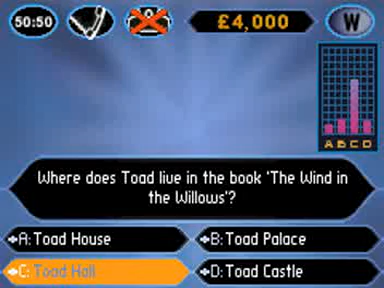 50:50
£4,000
W
A B C D
Where does Toad live in the book 'The Wind in
the Willows'?
A: Toad House
B: Toad Palace
C: Toad Hall
D: Toad Castle